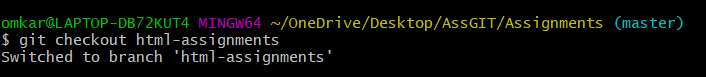 omkar@LAPTOP-DB72KUT4 MINGW64 ~/OneDrive/Desktop/AssGIT/Assignments (master)
$ git checkout html-assignments
Switched to branch 'html-assignments'